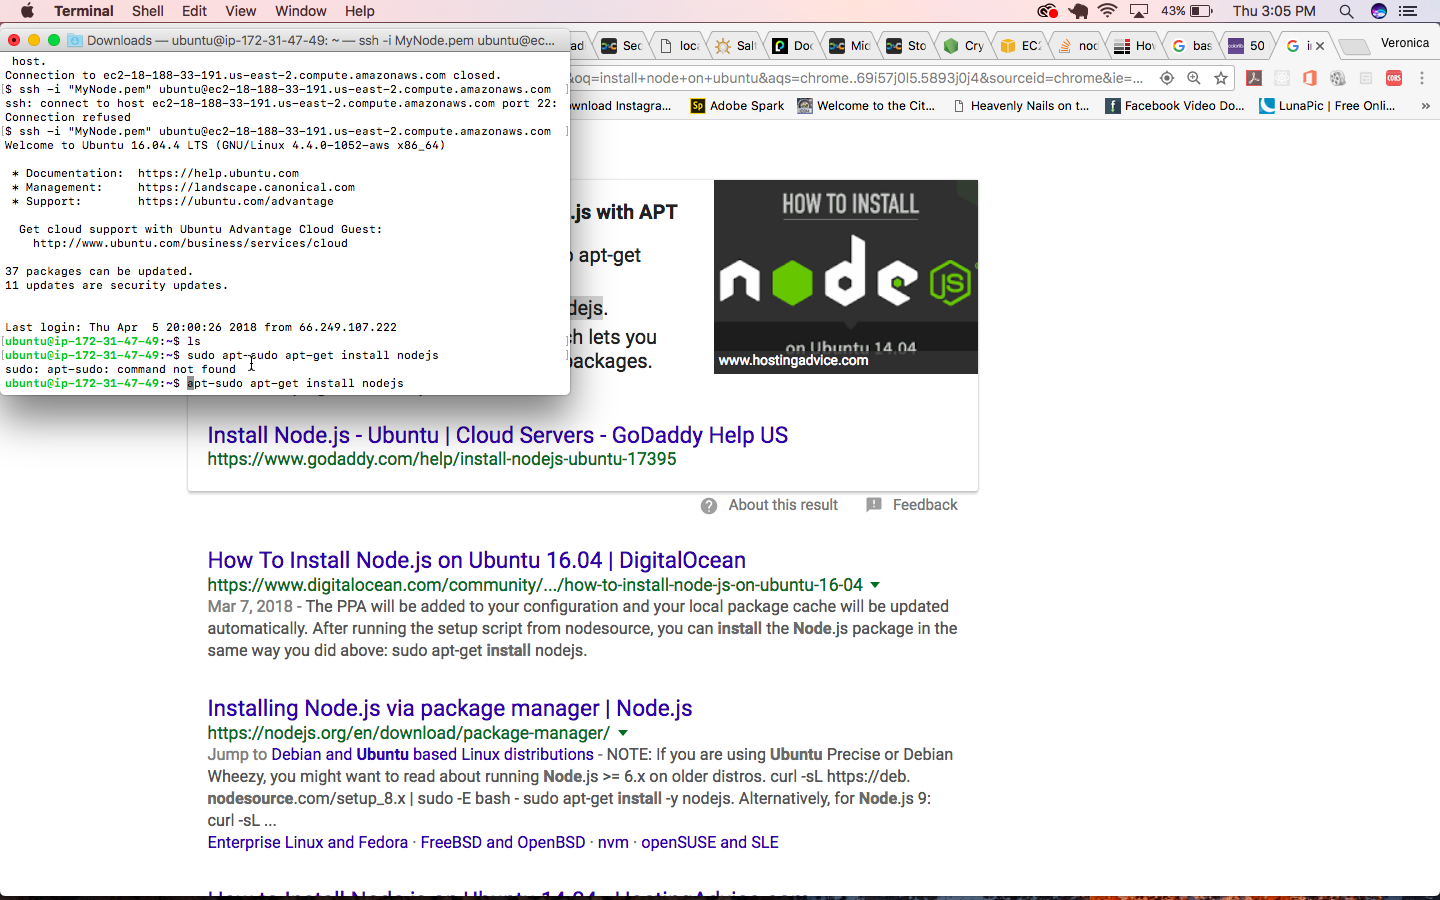 Terminal Shell Edit View Window Help
43% Thu 3:05 PM
Downloads — ubuntu@ip-172-31-47-49: ~ — ssh -i MyNode.pem ubuntu@ec...
host.
Connection to ec2-18-188-33-191.us-east-2.compute.amazonaws.com closed.
[$ ssh -i "MyNode.pem" ubuntu@ec2-18-188-33-191.us-east-2.compute.amazonaws.com ]
ssh: connect to host ec2-18-188-33-191.us-east-2.compute.amazonaws.com port 22:
Connection refused
[$ ssh -i "MyNode.pem" ubuntu@ec2-18-188-33-191.us-east-2.compute.amazonaws.com ]
Welcome to Ubuntu 16.04.4 LTS (GNU/Linux 4.4.0-1052-aws x86_64)
* Documentation: https://help.ubuntu.com
* Management: https://landscape.canonical.com
* Support: https://ubuntu.com/advantage
Get cloud support with Ubuntu Advantage Cloud Guest:
http://www.ubuntu.com/business/services/cloud
37 packages can be updated.
11 updates are security updates.
Last login: Thu Apr 5 20:00:26 2018 from 66.249.107.222
[ubuntu@ip-172-31-47-49:~$ ls ]
[ubuntu@ip-172-31-47-49:~$ sudo apt-sudo apt-get install nodejs ]
sudo: apt-sudo: command not found
ubuntu@ip-172-31-47-49:~$ apt-sudo apt-get install nodejs
ad Sec loca Salt Doc Mic Sto Cry EC2 nod How bas 50 G in Veronica
&oq=install+node+on+ubuntu&aqs=chrome..69i57j0l5.5893j0j4&sourceid=chrome&ie=...
ownload Instagra... Sp Adobe Spark Welcome to the Cit... Heavenly Nails on t... Facebook Video Do... LunaPic | Free Onli... »
.js with APT
apt-get
dejs.
h lets you
packages.
HOW TO INSTALL
node JS
on Ubuntu 14.04
www.hostingadvice.com
Install Node.js - Ubuntu | Cloud Servers - GoDaddy Help US
https://www.godaddy.com/help/install-nodejs-ubuntu-17395
About this result Feedback
How To Install Node.js on Ubuntu 16.04 | DigitalOcean
https://www.digitalocean.com/community/.../how-to-install-node-js-on-ubuntu-16-04
Mar 7, 2018 - The PPA will be added to your configuration and your local package cache will be updated
automatically. After running the setup script from nodesource, you can install the Node.js package in the
same way you did above: sudo apt-get install nodejs.
Installing Node.js via package manager | Node.js
https://nodejs.org/en/download/package-manager/
Jump to Debian and Ubuntu based Linux distributions - NOTE: If you are using Ubuntu Precise or Debian
Wheezy, you might want to read about running Node.js >= 6.x on older distros. curl -sL https://deb.
nodesource.com/setup_8.x | sudo -E bash - sudo apt-get install -y nodejs. Alternatively, for Node.js 9:
curl -sL ...
Enterprise Linux and Fedora · FreeBSD and OpenBSD · nvm · openSUSE and SLE
How to Install Node.js on Ubuntu 14.04 - HostingAdvice.com